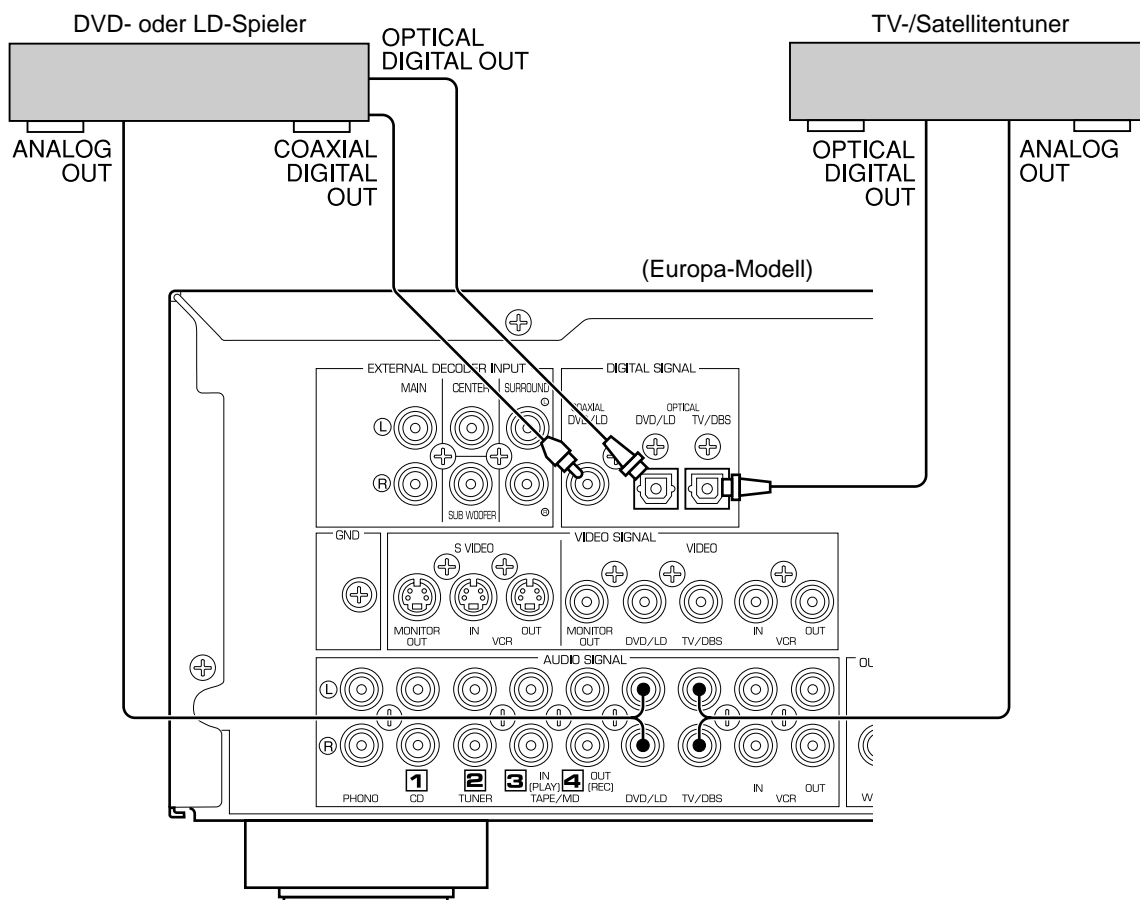 DVD- oder LD-Spieler
OPTICAL
DIGITAL OUT
TV-/Satellitentuner
ANALOG
OUT
COAXIAL
DIGITAL
OUT
OPTICAL
DIGITAL
OUT
ANALOG
OUT
(Europa-Modell)
EXTERNAL DECODER INPUT
MAIN
CENTER
SURROUND
L
L
R
R
SUB WOOFER
DIGITAL SIGNAL
COAXIAL
DVD/LD
OPTICAL
DVD/LD
TV/DBS
GND
VIDEO SIGNAL
S VIDEO
VIDEO
MONITOR
OUT
IN
OUT
VCR
MONITOR
OUT
DVD/LD
TV/DBS
IN
OUT
VCR
AUDIO SIGNAL
L
R
1
2
3
IN
(PLAY)
4
OUT
(REC)
PHONO
CD
TUNER
TAPE/MD
DVD/LD
TV/DBS
IN
OUT
VCR